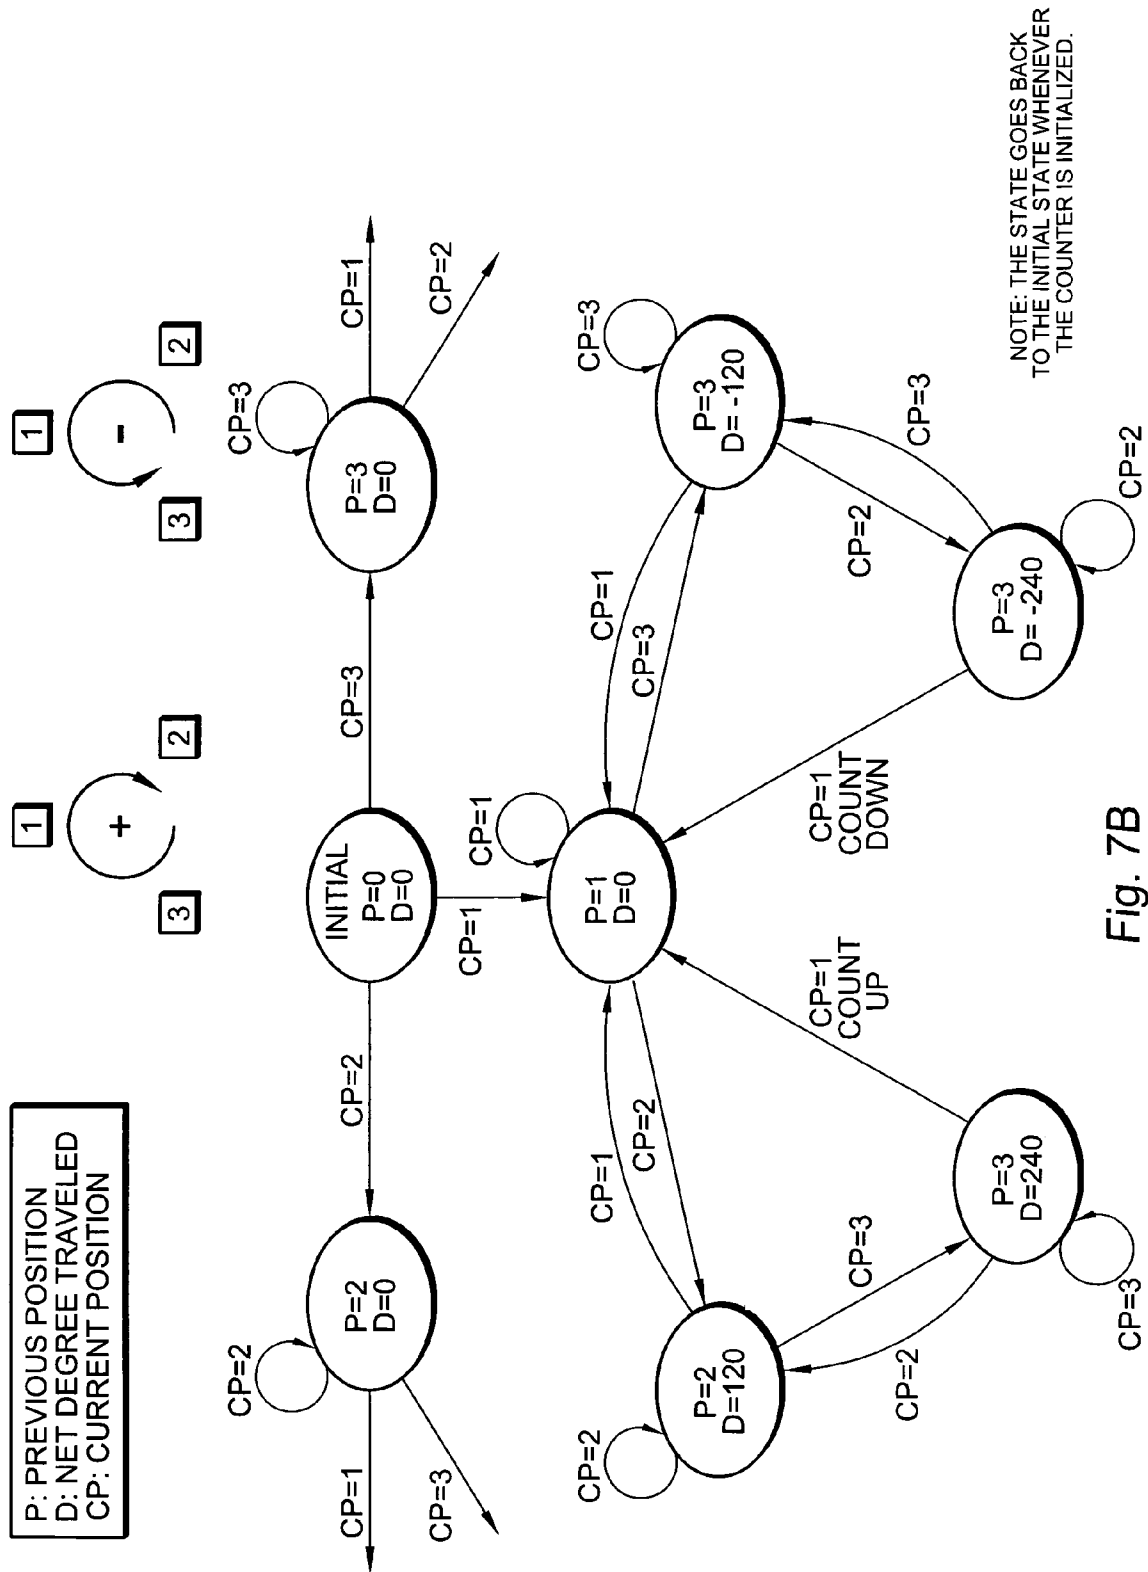 P: PREVIOUS POSITION
D: NET DEGREE TRAVELED
CP: CURRENT POSITION
1
+
3
2
1
-
3
2
CP=1
CP=3
CP=2
P=2
D=0
CP=2
INITIAL
P=0
D=0
CP=3
P=3
D=0
CP=3
CP=1
CP=2
CP=1
CP=2
P=2
D=120
CP=1
CP=2
P=1
D=0
CP=1
CP=1
CP=3
P=3
D= -120
CP=3
CP=3
CP=2
P=3
D=240
CP=3
CP=1
COUNT
UP
CP=1
COUNT
DOWN
CP=2
CP=3
P=3
D= -240
CP=2
NOTE: THE STATE GOES BACK
TO THE INITIAL STATE WHENEVER
THE COUNTER IS INITIALIZED.
Fig. 7B